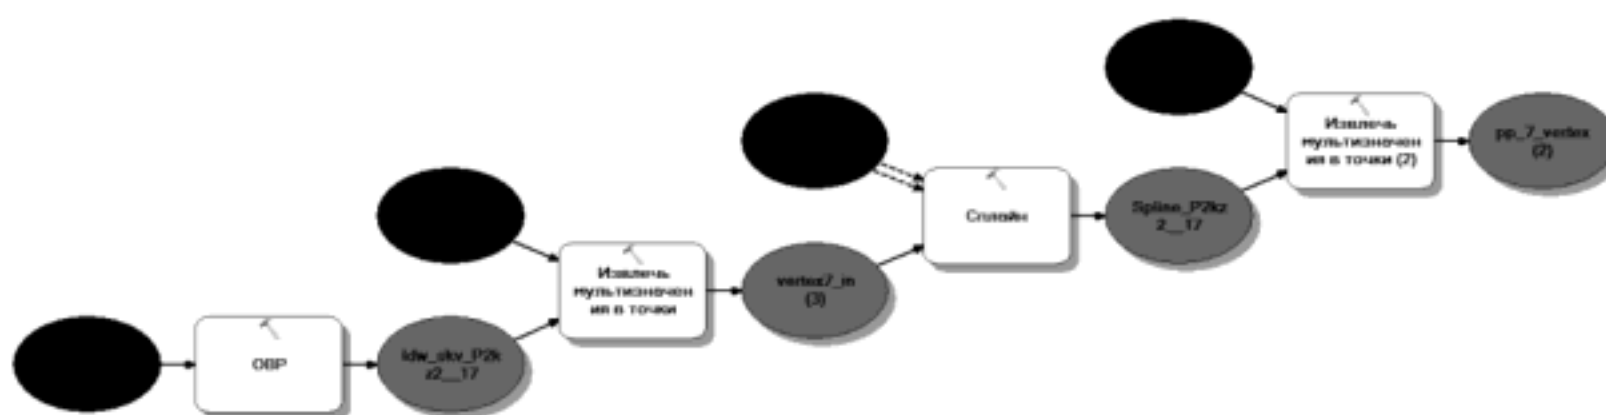 ОВР
Idw_skv_P2k
z2__17
Извлечь
мультизначен
ия в точки
vertex7_in
(3)
Сплайн
Spline_P2kz
2__17
Извлечь
мультизначен
ия в точки (2)
pp_7_vertex
(2)